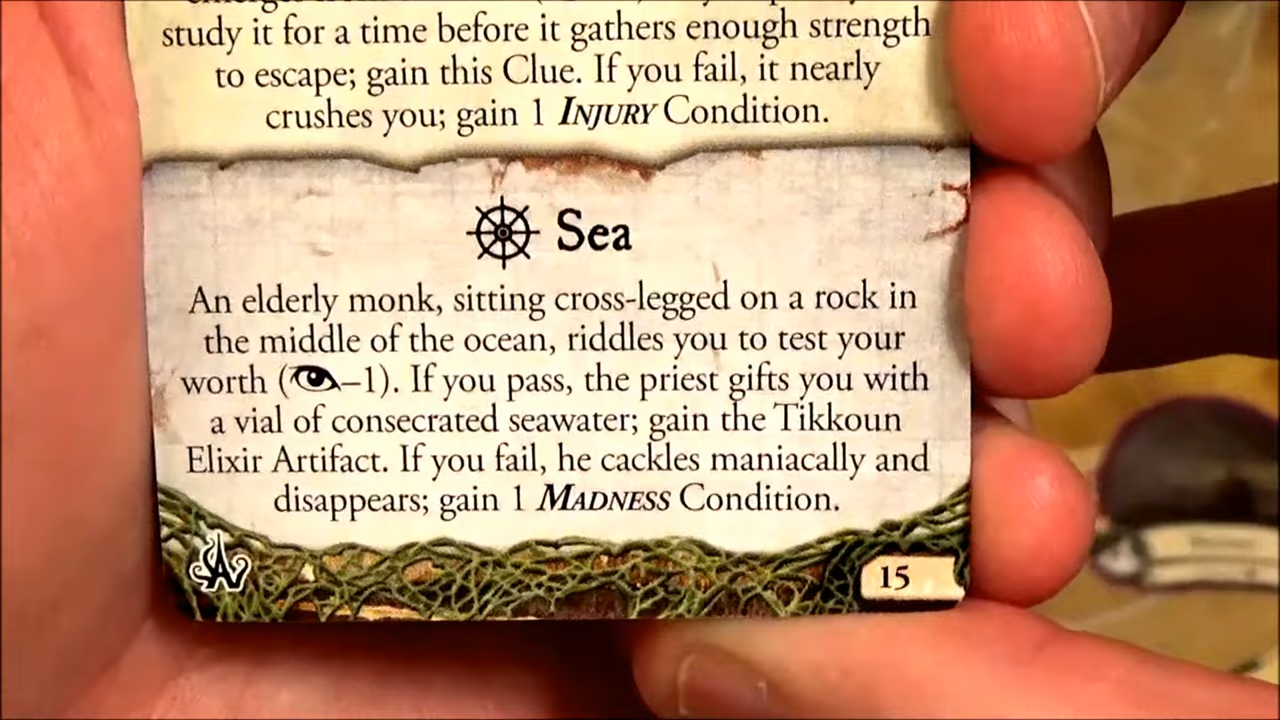 study it for a time before it gathers enough strength
to escape; gain this Clue. If you fail, it nearly
crushes you; gain 1 INJURY Condition.
Sea
An elderly monk, sitting cross-legged on a rock in
the middle of the ocean, riddles you to test your
worth (–1). If you pass, the priest gifts you with
a vial of consecrated seawater; gain the Tikkoun
Elixir Artifact. If you fail, he cackles maniacally and
disappears; gain 1 MADNESS Condition.
15